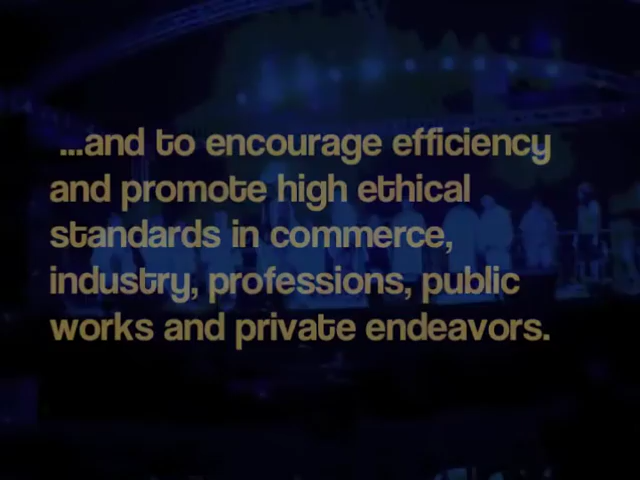 ...and to encourage efficiency
and promote high ethical
standards in commerce,
industry, professions, public
works and private endeavors.